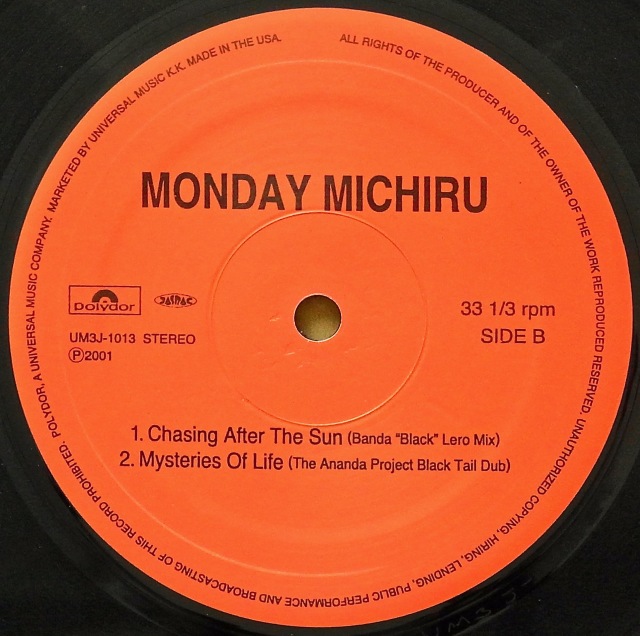 POLYDOR, A UNIVERSAL MUSIC COMPANY. MARKETED BY UNIVERSAL MUSIC K.K. MADE IN THE USA.
ALL RIGHTS OF THE PRODUCER AND OF THE OWNER OF THE WORK REPRODUCED RESERVED. UNAUTHORIZED COPYING, HIRING, LENDING, PUBLIC PERFORMANCE AND BROADCASTING OF THIS RECORD PROHIBITED.
MONDAY MICHIRU
polydor
JASRAC
33 1/3 rpm
UM3J-1013 STEREO
SIDE B
Ⓟ2001
1. Chasing After The Sun (Banda "Black" Lero Mix)
2. Mysteries Of Life (The Ananda Project Black Tail Dub)